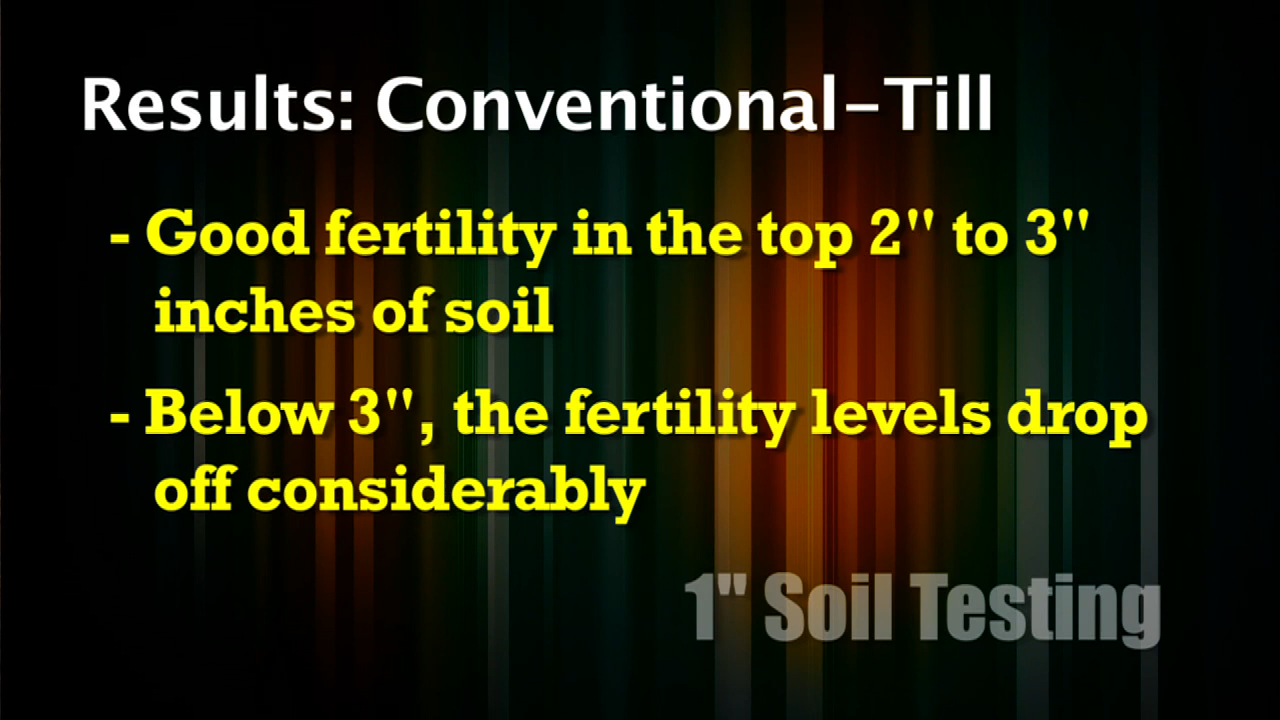 Results: Conventional-Till
- Good fertility in the top 2" to 3"
inches of soil
- Below 3", the fertility levels drop
off considerably
1" Soil Testing